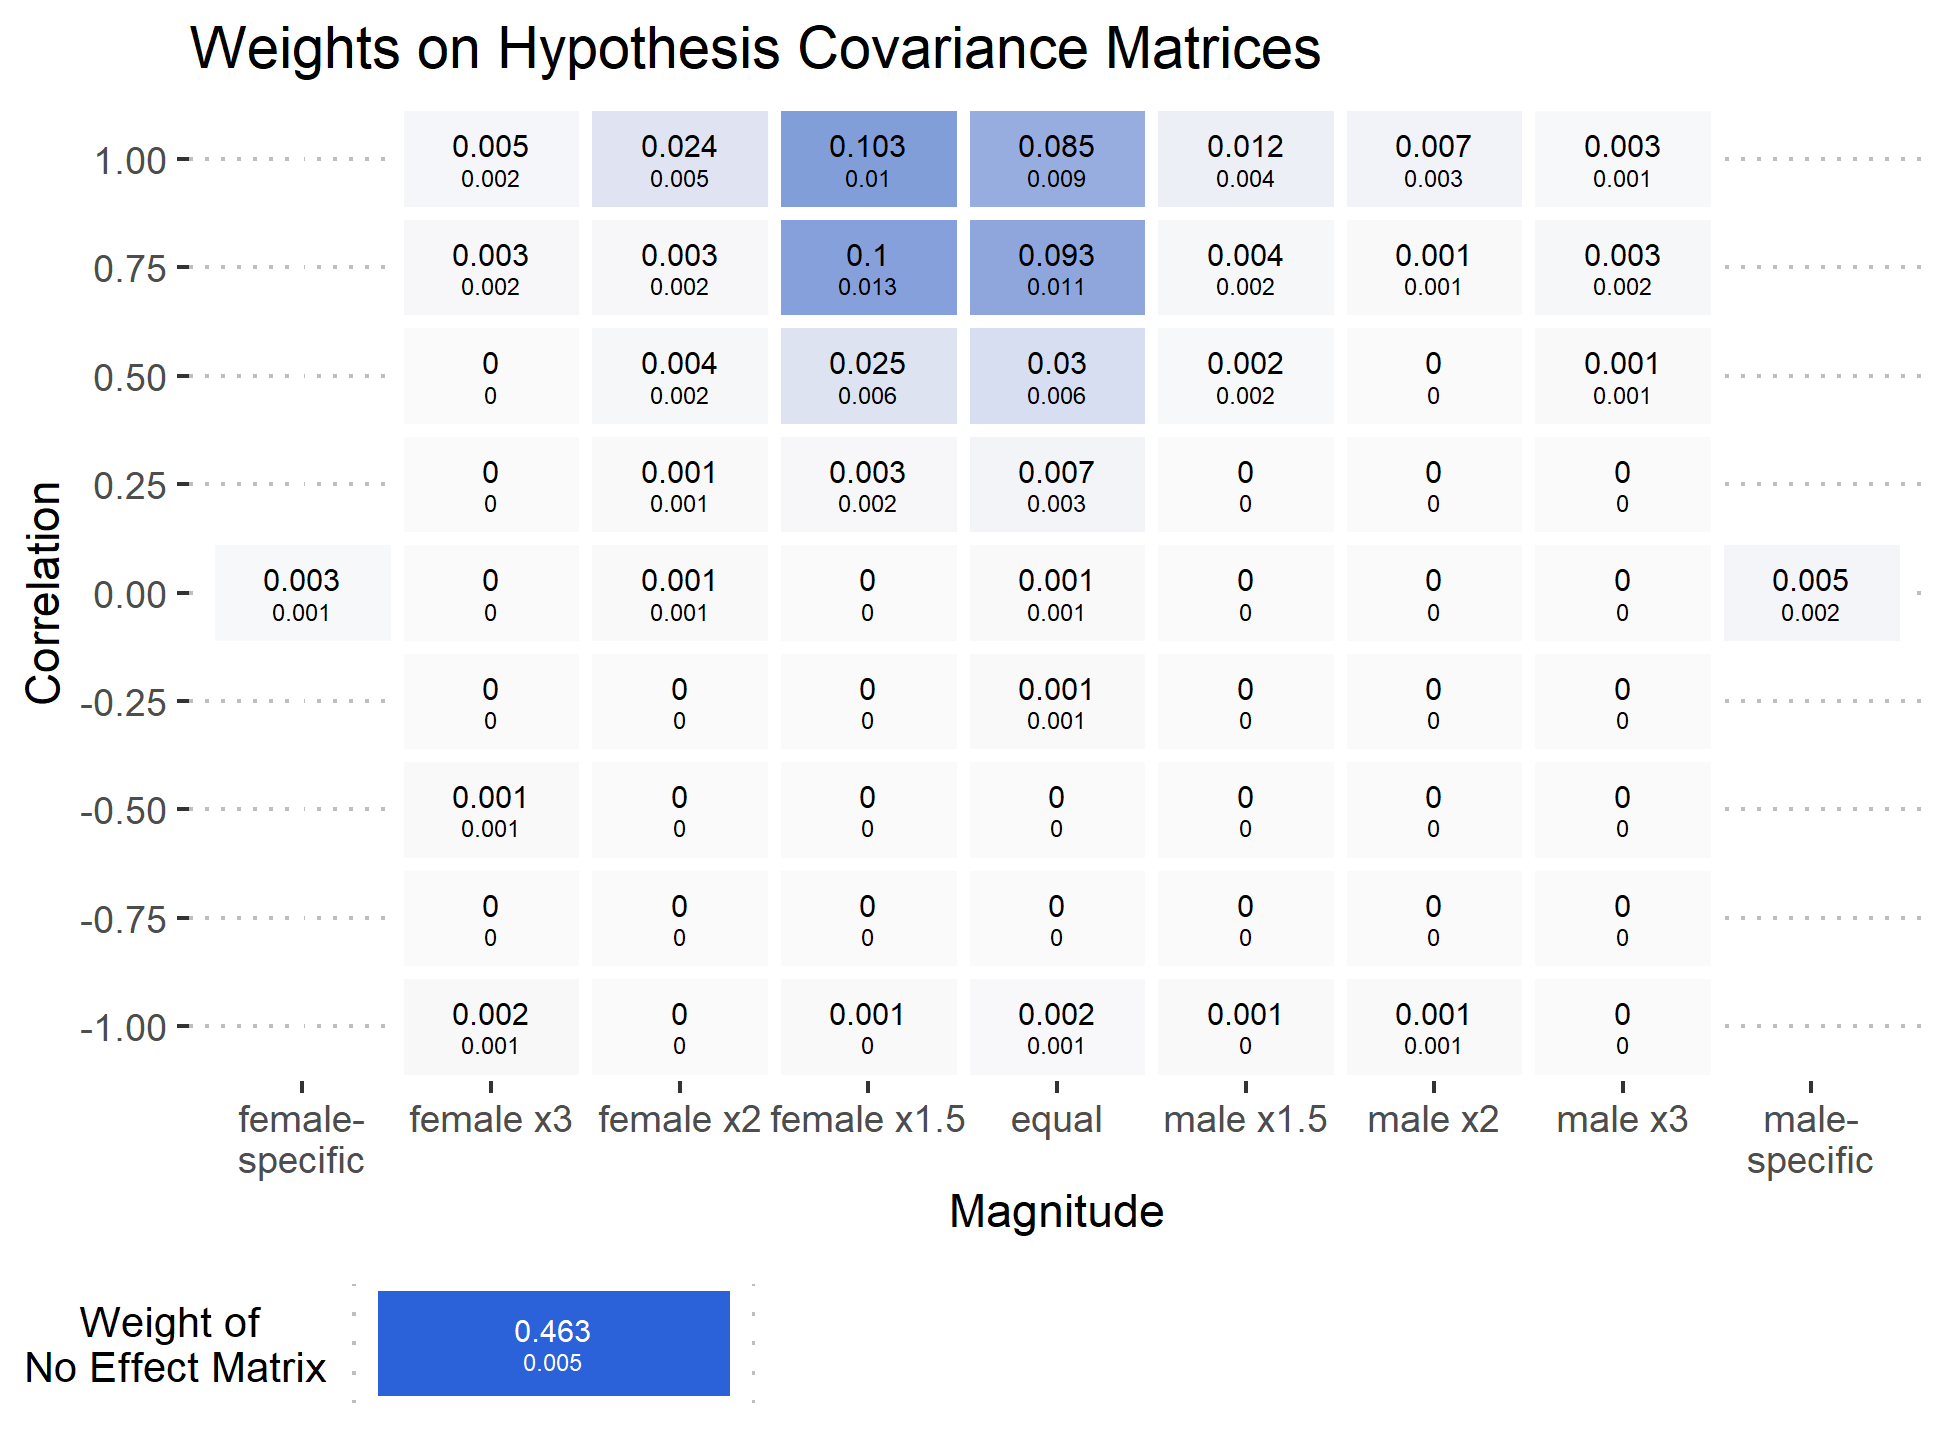 Weights on Hypothesis Covariance Matrices
1.00 0.005 0.024 0.103 0.085 0.012 0.007 0.003
0.002 0.005 0.01 0.009 0.004 0.003 0.001
0.75 0.003 0.003 0.1 0.093 0.004 0.001 0.003
0.002 0.002 0.013 0.011 0.002 0.001 0.002
0.50 0 0.004 0.025 0.03 0.002 0 0.001
0 0.002 0.006 0.006 0.002 0 0.001
0.25 0 0.001 0.003 0.007 0 0 0
0 0.001 0.002 0.003 0 0 0
Correlation
0.00 0.003 0 0.001 0 0.001 0 0 0 0.005
0.001 0 0.001 0 0.001 0 0 0 0.002
-0.25 0 0 0 0.001 0 0 0
0 0 0 0.001 0 0 0
-0.50 0.001 0 0 0 0 0 0
0.001 0 0 0 0 0 0
-0.75 0 0 0 0 0 0 0
0 0 0 0 0 0 0
-1.00 0.002 0 0.001 0.002 0.001 0.001 0
0.001 0 0 0.001 0 0.001 0
female- female x3 female x2 female x1.5 equal male x1.5 male x2 male x3 male-
specific specific
Magnitude
Weight of
No Effect Matrix
0.463
0.005